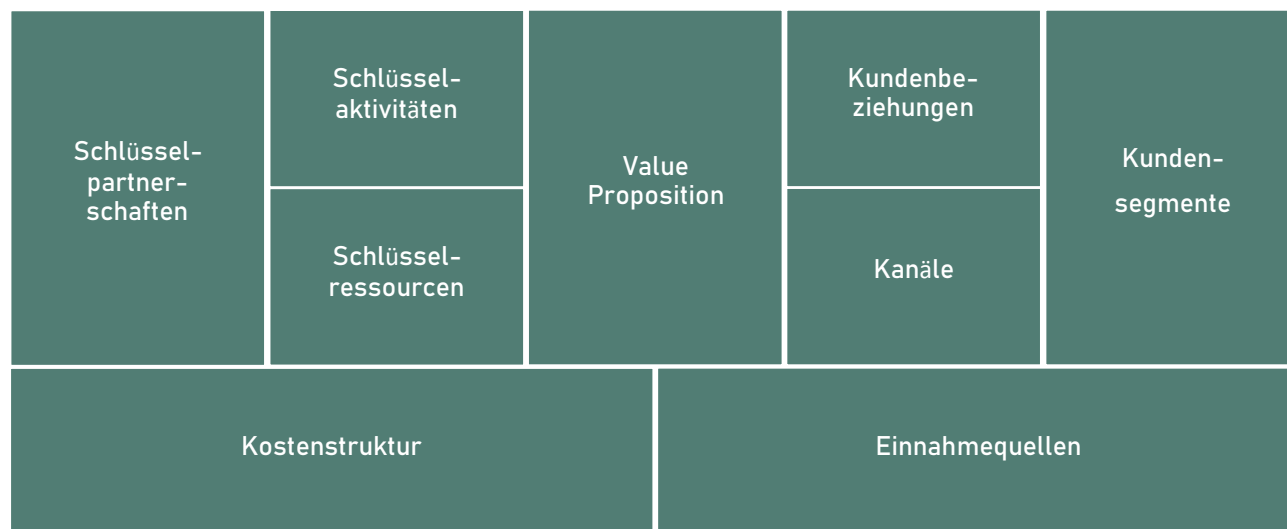 Schlüssel-
partner-
schaften
Schlüssel-
aktivitäten
Schlüssel-
ressourcen
Value
Proposition
Kundenbe-
ziehungen
Kanäle
Kunden-
segmente
Kostenstruktur
Einnahmequellen